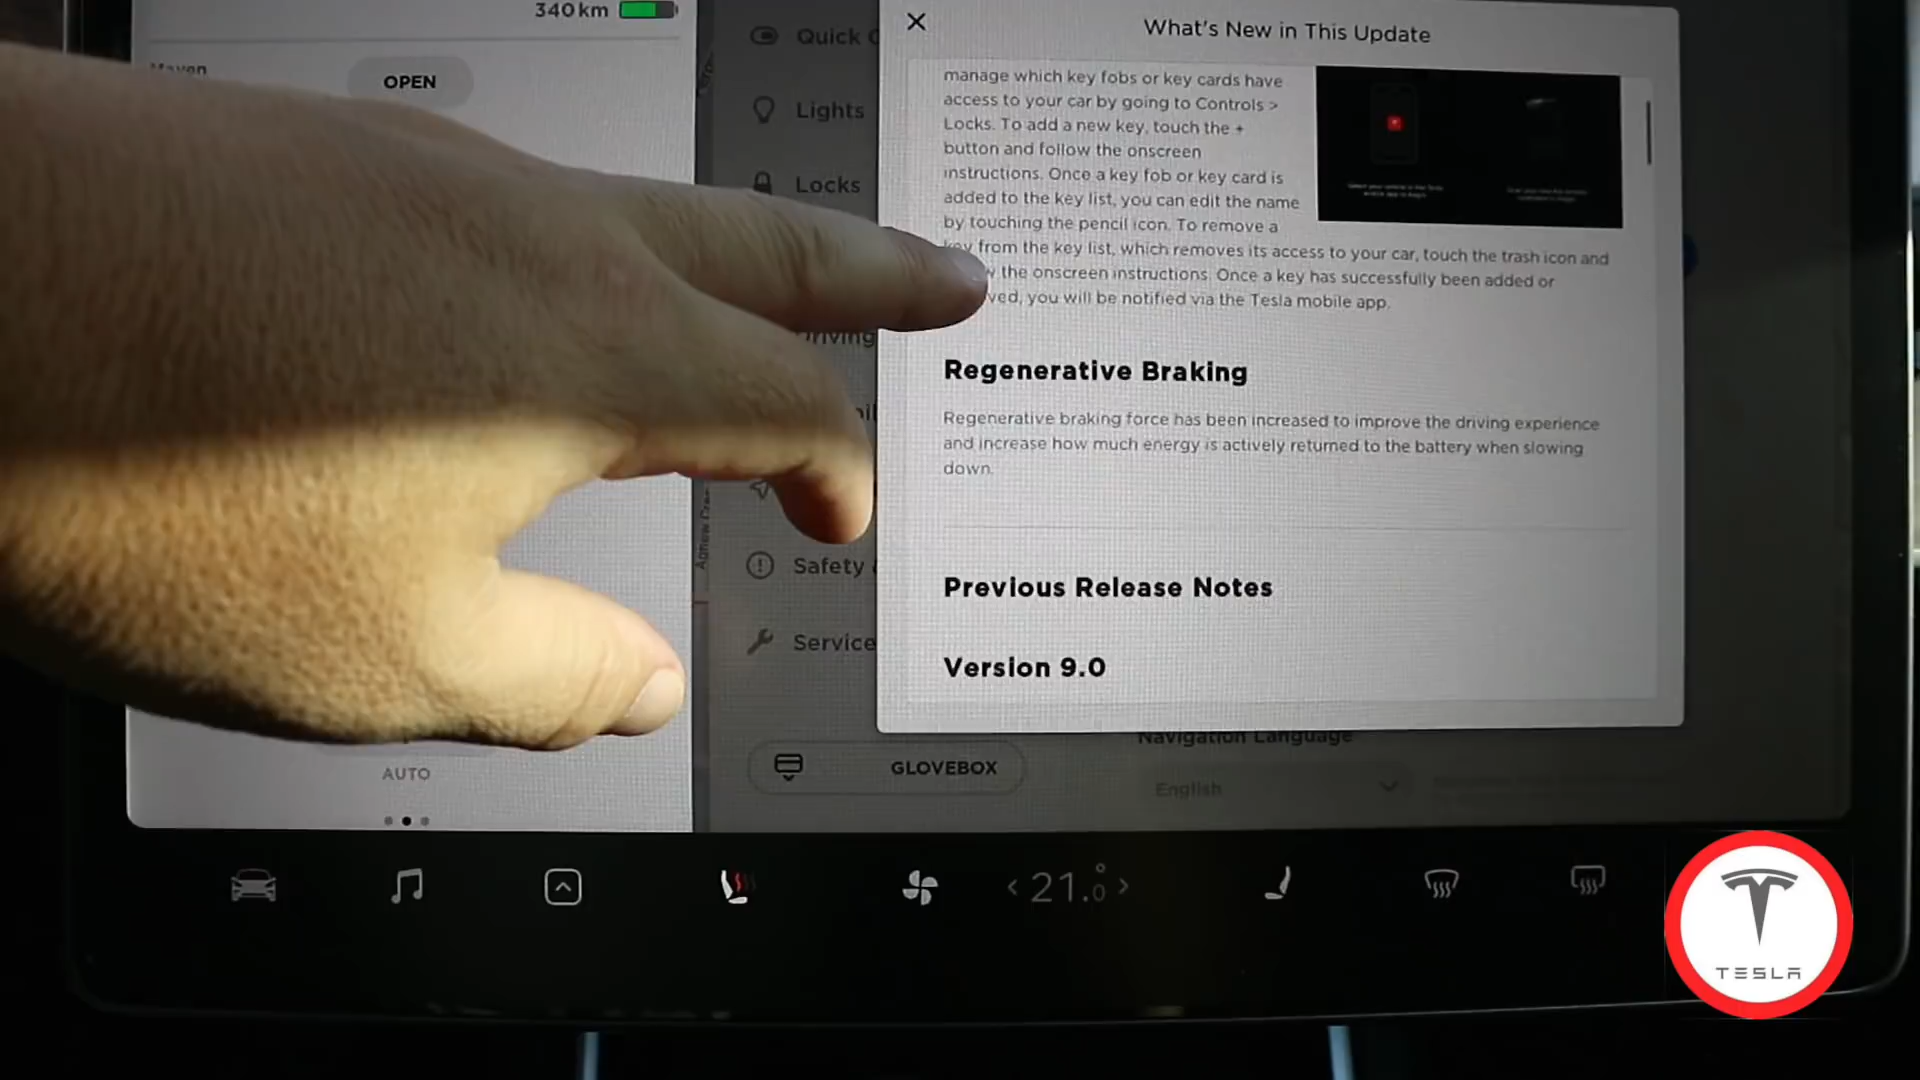 340 km
OPEN
Quick
Lights
Locks
Driving
Safety
Service
GLOVEBOX
AUTO
What's New in This Update
manage which key fobs or key cards have
access to your car by going to Controls >
Locks. To add a new key, touch the +
button and follow the onscreen
instructions. Once a key fob or key card is
added to the key list, you can edit the name
by touching the pencil icon. To remove a
key from the key list, which removes its access to your car, touch the trash icon and
the onscreen instructions. Once a key has successfully been added or
you will be notified via the Tesla mobile app.
Regenerative Braking
Regenerative braking force has been increased to improve the driving experience
and increase how much energy is actively returned to the battery when slowing
down.
Previous Release Notes
Version 9.0
Navigation Language
English
< 21.0° >
TESLA